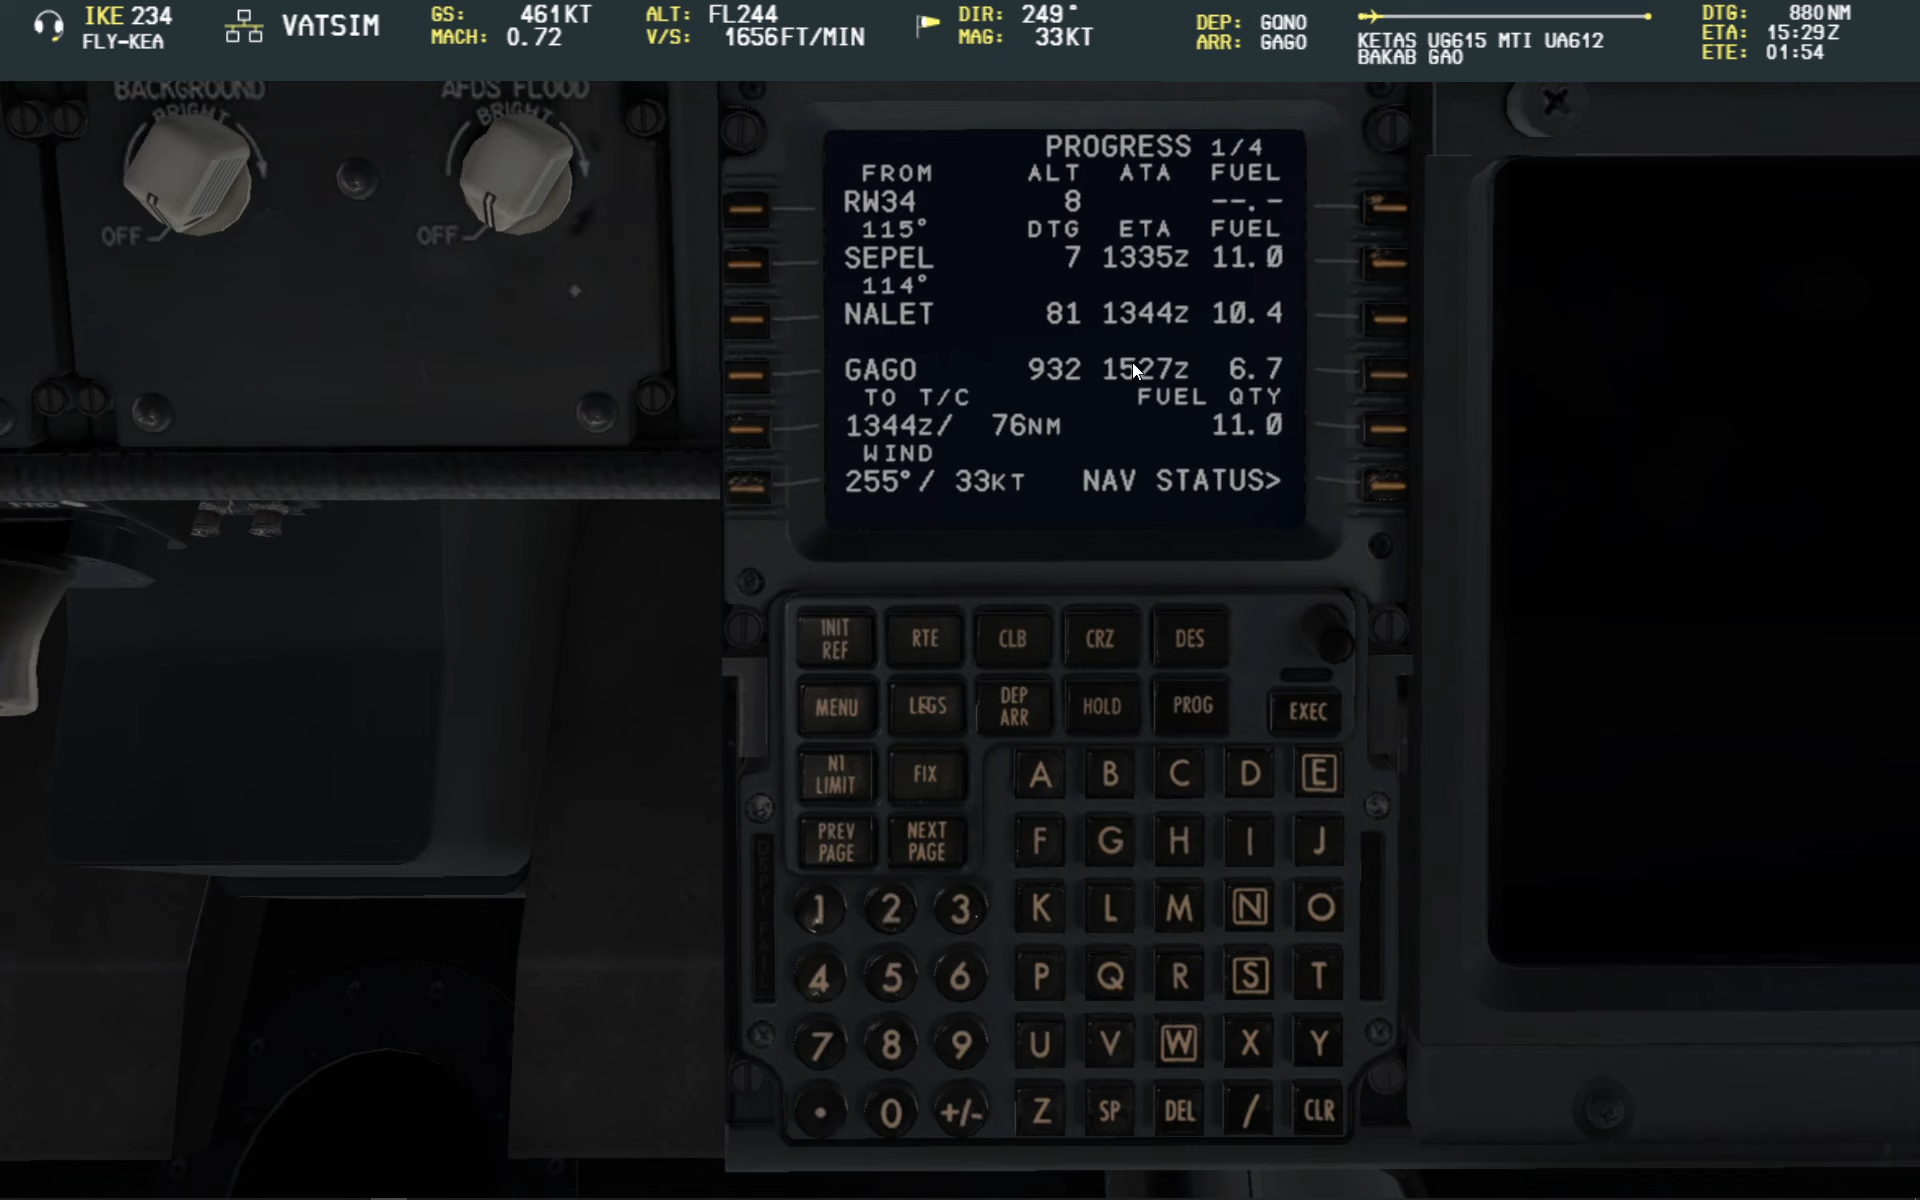 IKE 234
FLY-KEA
VATSIM
GS: 461KT
MACH: 0.72
ALT: FL244
V/S: 1656FT/MIN
DIR: 249°
MAG: 33KT
DEP: GQNO
ARR: GAGO
KETAS UG615 MTI UA612
BAKAB GAO
DTG: 880NM
ETA: 15:29Z
ETE: 01:54
BACKGROUND
BRIGHT
OFF
AFDS FLOOD
BRIGHT
OFF
PROGRESS 1/4
FROM ALT ATA FUEL
RW34 8 --.-
115° DTG ETA FUEL
SEPEL 7 1335z 11.0
114°
NALET 81 1344z 10.4
GAGO 932 1527z 6.7
TO T/C FUEL QTY
1344z/ 76NM 11.0
WIND
255°/ 33KT NAV STATUS>
INIT REF RTE CLB CRZ DES
MENU LEGS DEP ARR HOLD PROG EXEC
N1 LIMIT FIX A B C D E
PREV PAGE NEXT PAGE F G H I J
1 2 3 K L M N O
4 5 6 P Q R S T
7 8 9 U V W X Y
. 0 +/- Z SP DEL / CLR